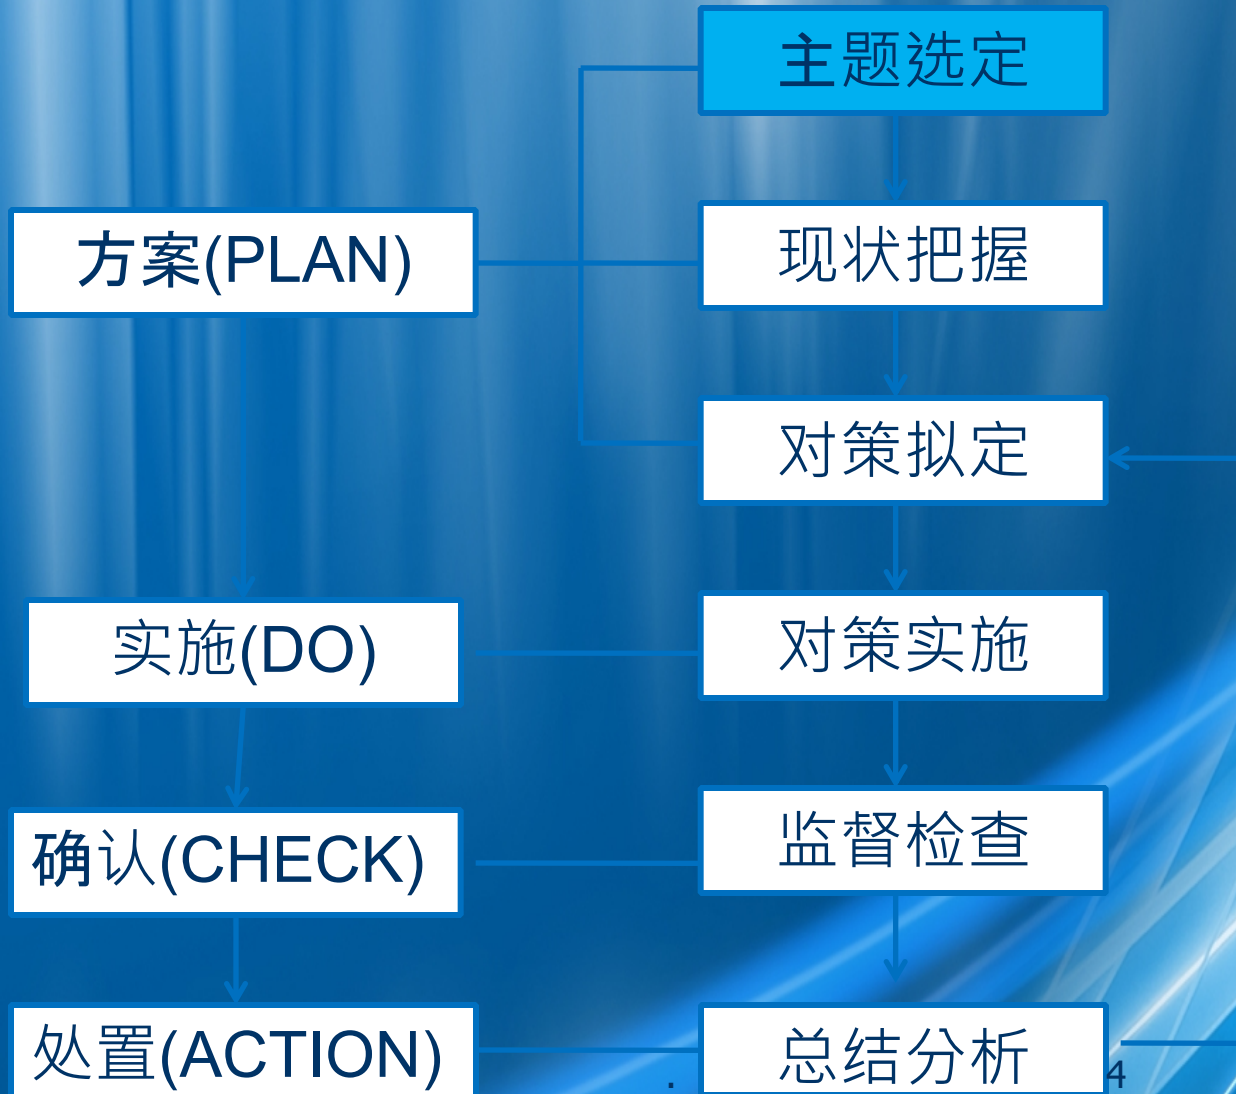 主题选定
方案(PLAN)
现状把握
对策拟定
实施(DO)
对策实施
确认(CHECK)
监督检查
处置(ACTION)
总结分析
.
4